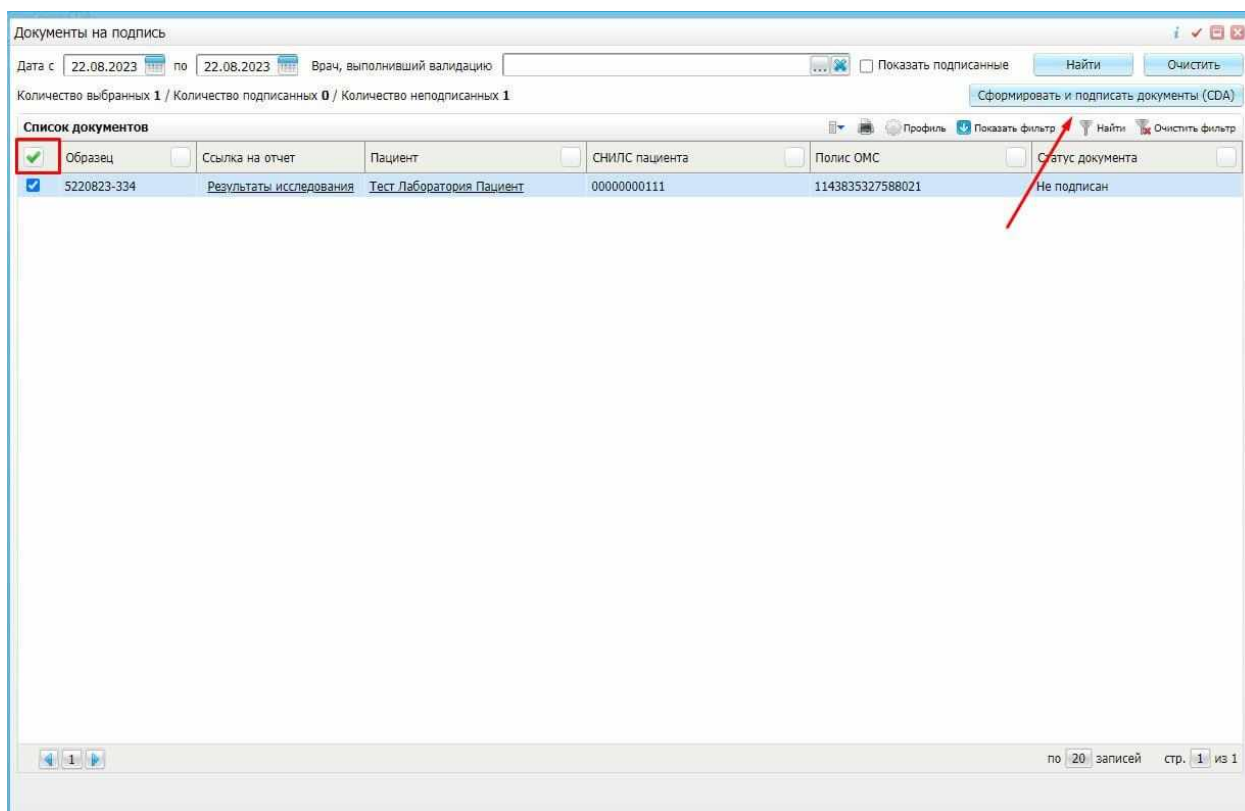 Документы на подпись
Дата с 22.08.2023 по 22.08.2023 Врач, выполнивший валидацию ... Показать подписанные Найти Очистить
Количество выбранных 1 / Количество подписанных 0 / Количество неподписанных 1 Сформировать и подписать документы (CDA)
Список документов Профиль Показать фильтр Найти Очистить фильтр
Образец Ссылка на отчет Пациент СНИЛС пациента Полис ОМС Статус документа
5220823-334 Результаты исследования Тест Лаборатория Пациент 00000000111 1143835327588021 Не подписан
1 по 20 записей стр. 1 из 1